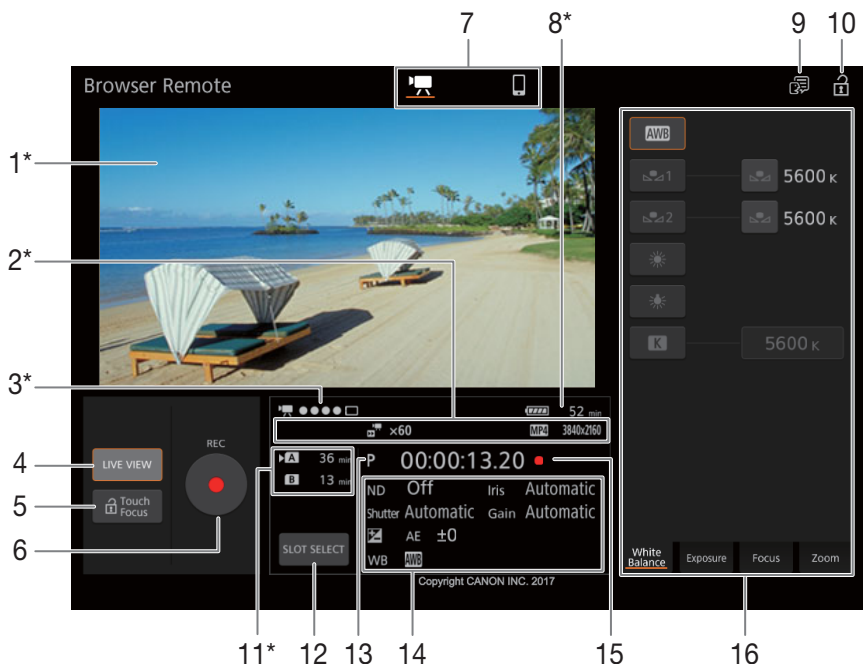 7
8*
9
10
Browser Remote
1*
2*
3*
4
5
6
AWB
1
5600 K
2
5600 K
K
5600 K
52 min
×60
MP4
3840x2160
REC
LIVE VIEW
Touch
Focus
A
36 min
B
13 min
P
00:00:13.20
ND
Off
Iris
Automatic
Shutter
Automatic
Gain
Automatic
AE
±0
WB
AWB
SLOT SELECT
Copyright CANON INC. 2017
White
Balance
Exposure
Focus
Zoom
11*
12
13
14
15
16